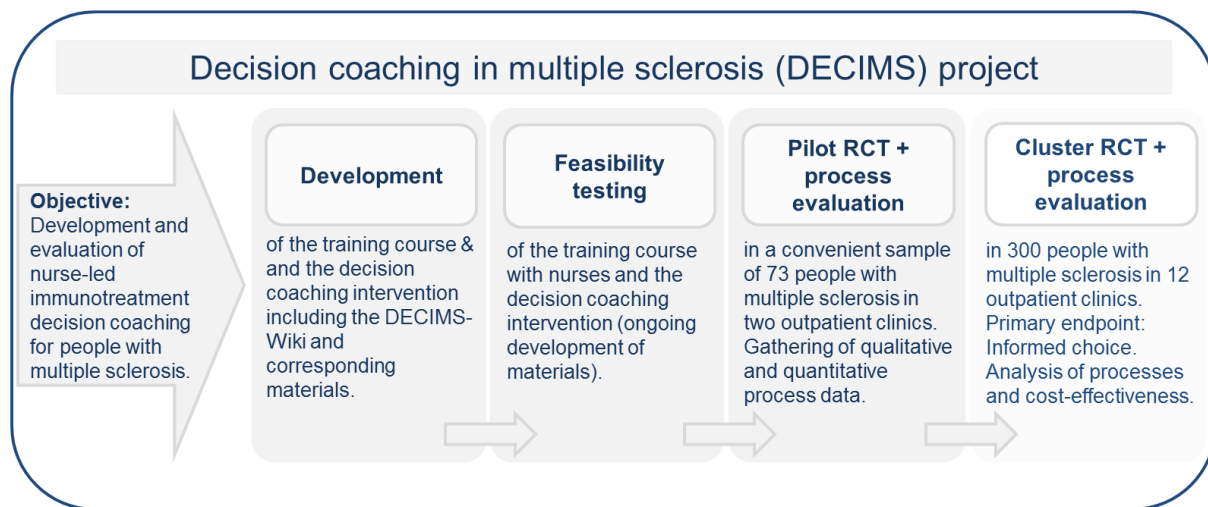 Decision coaching in multiple sclerosis (DECIMS) project
Objective:
Development and
evaluation of
nurse-led
immunotreatment
decision coaching
for people with
multiple sclerosis.
Development
of the training course &
and the decision
coaching intervention
including the DECIMS-
Wiki and
corresponding
materials.
Feasibility
testing
of the training course
with nurses and the
decision coaching
intervention (ongoing
development of
materials).
Pilot RCT +
process
evaluation
in a convenient sample
of 73 people with
multiple sclerosis in
two outpatient clinics.
Gathering of qualitative
and quantitative
process data.
Cluster RCT +
process
evaluation
in 300 people with
multiple sclerosis in 12
outpatient clinics.
Primary endpoint:
Informed choice.
Analysis of processes
and cost-effectiveness.